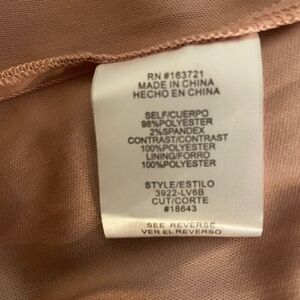 RN #163721
MADE IN CHINA
HECHO EN CHINA
SELF/CUERPO
98%POLYESTER
2%SPANDEX
CONTRAST/CONTRAST
100%POLYESTER
LINING/FORRO
100%POLYESTER
STYLE/ESTILO
3922-LV6B
CUT/CORTE
#18643
SEE REVERSE
VER EL REVERSO